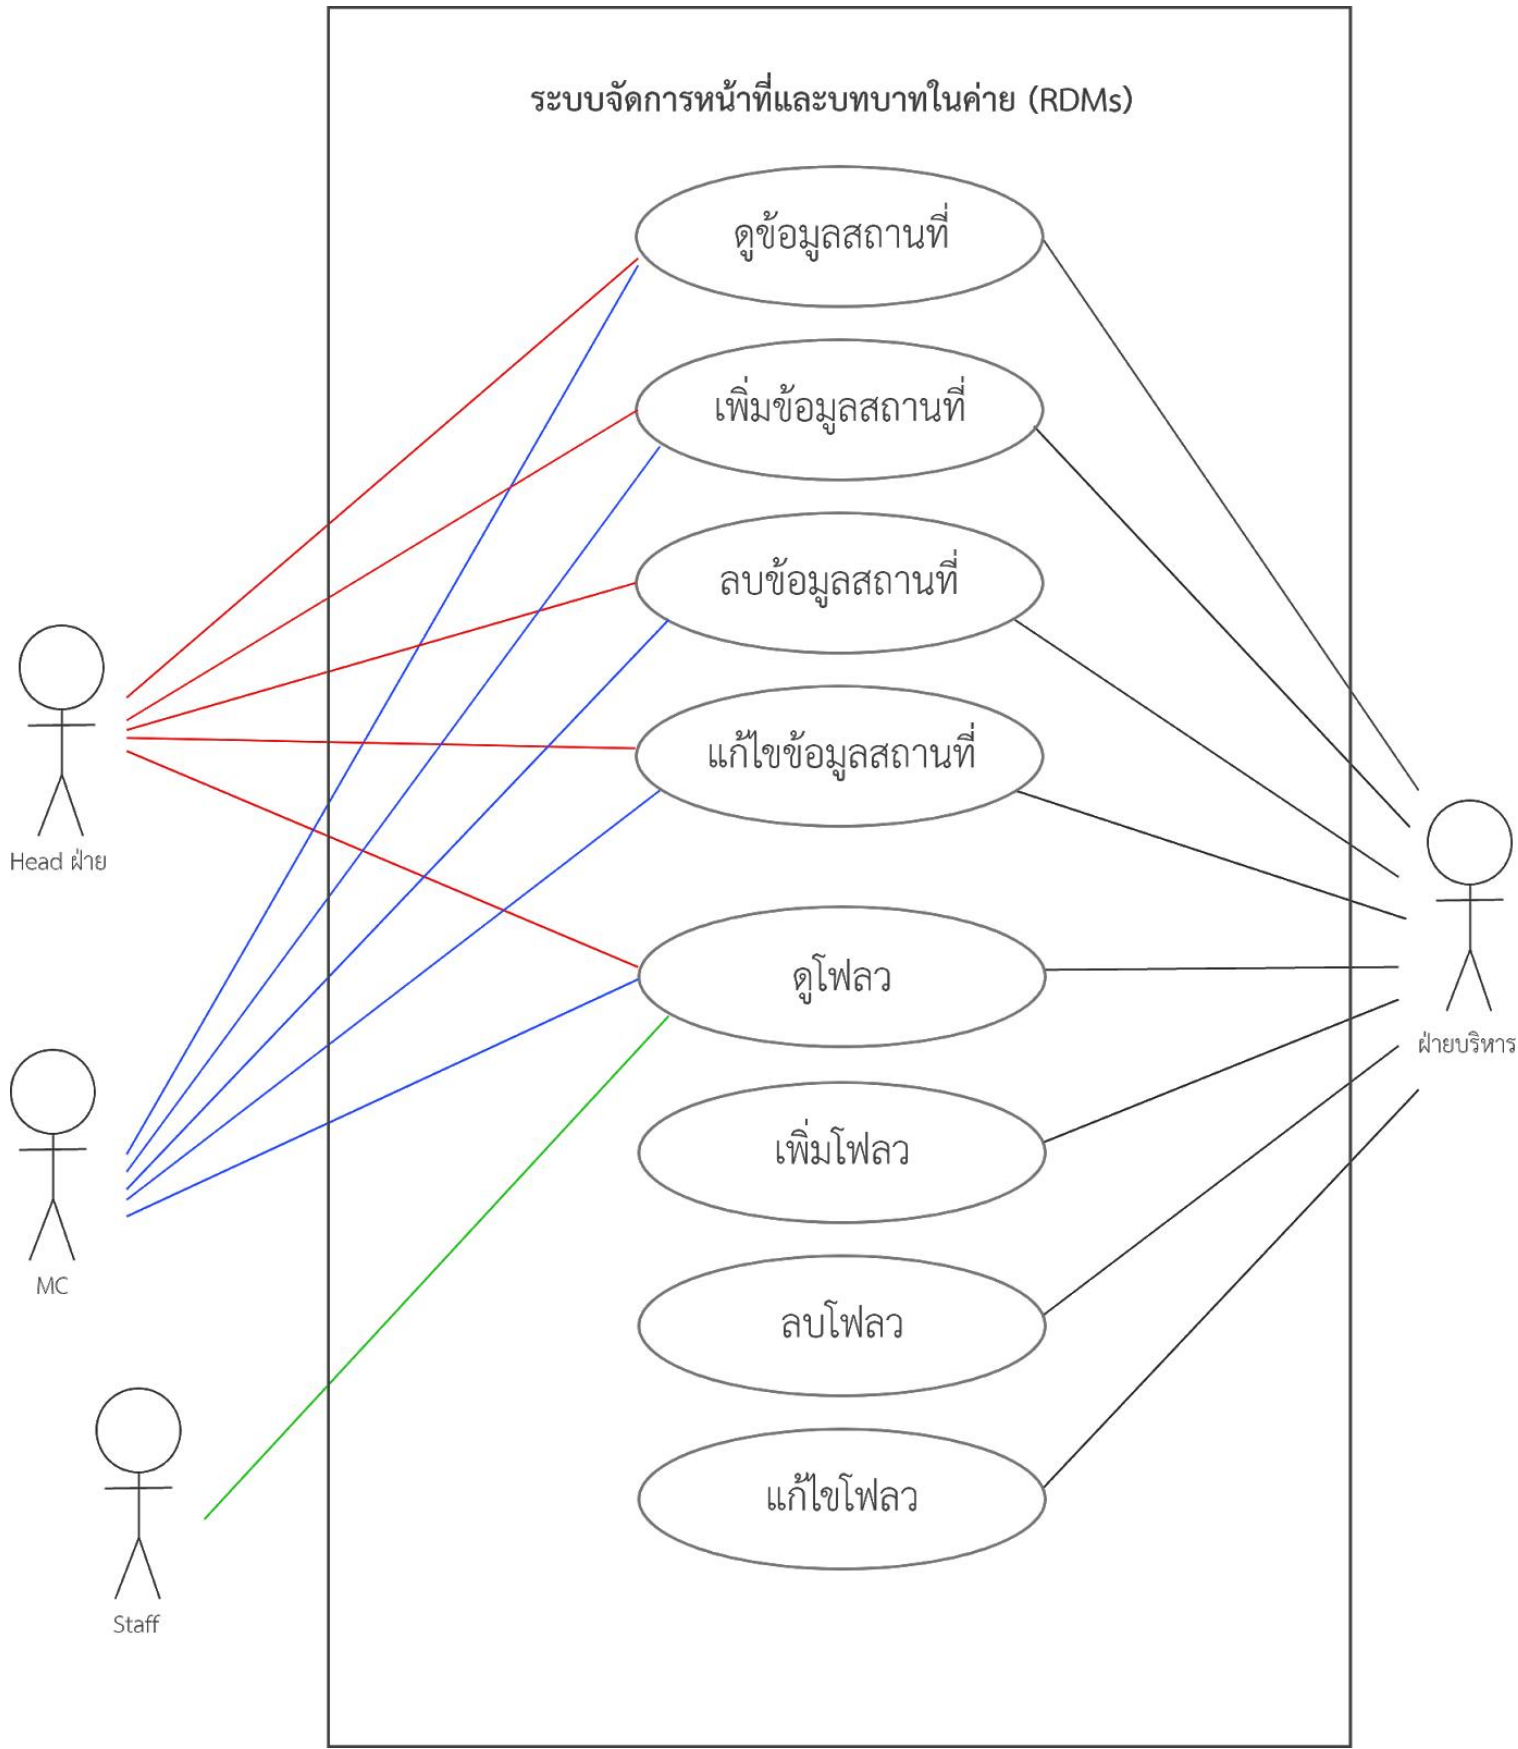 ระบบจัดการหน้าที่และบทบาทในค่าย (RDMs)
ดูข้อมูลสถานที่
เพิ่มข้อมูลสถานที่
ลบข้อมูลสถานที่
แก้ไขข้อมูลสถานที่
Head ฝ่าย
ดูโฟลว
ฝ่ายบริหาร
เพิ่มโฟลว
MC
ลบโฟลว
แก้ไขโฟลว
Staff